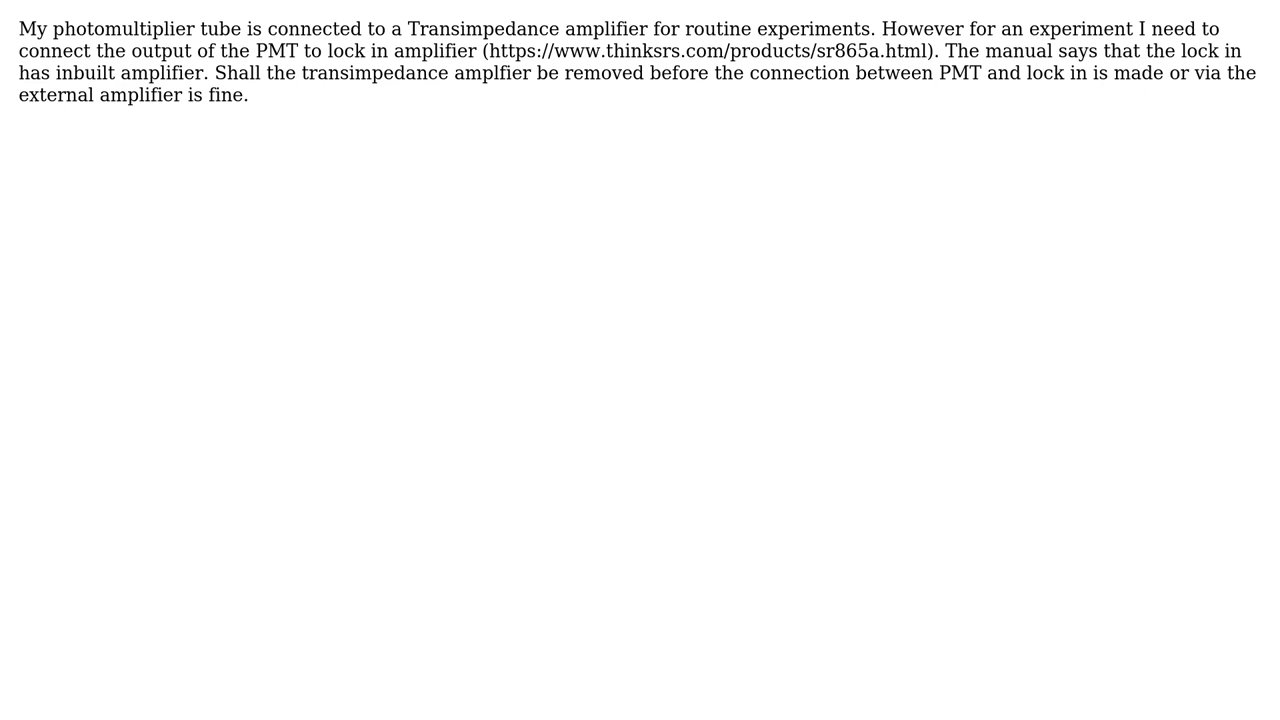 My photomultiplier tube is connected to a Transimpedance amplifier for routine experiments. However for an experiment I need to
connect the output of the PMT to lock in amplifier (https://www.thinksrs.com/products/sr865a.html). The manual says that the lock in
has inbuilt amplifier. Shall the transimpedance amplfier be removed before the connection between PMT and lock in is made or via the
external amplifier is fine.